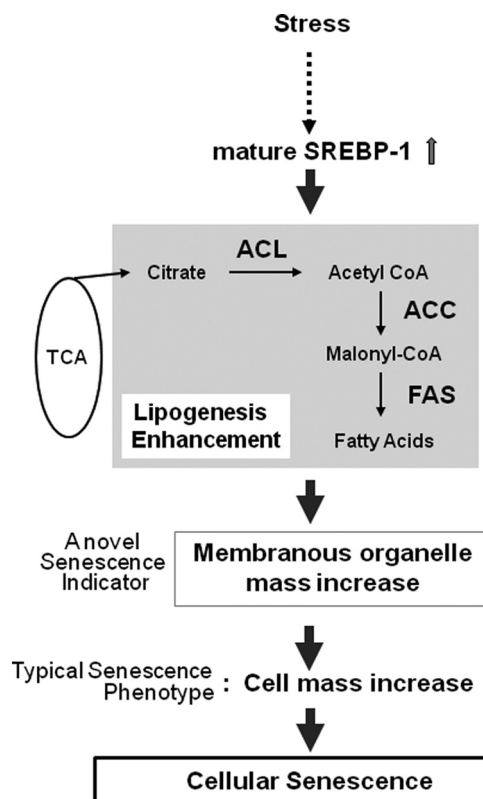 Stress
mature SREBP-1
ACL
Citrate
Acetyl CoA
ACC
TCA
Malonyl-CoA
FAS
Lipogenesis
Enhancement
Fatty Acids
A novel
Senescence
Indicator
Membranous organelle
mass increase
Typical Senescence
Phenotype
: Cell mass increase
Cellular Senescence